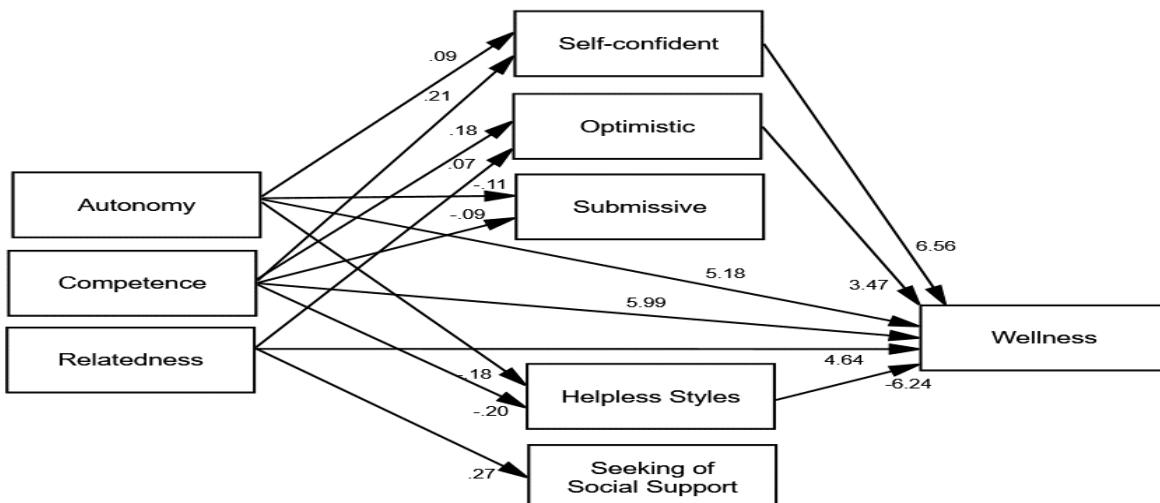 Self-confident
.09
.21
Optimistic
.18
.07
-.11
Autonomy
Submissive
-.09
6.56
5.18
Competence
3.47
5.99
Wellness
Relatedness
4.64
-.18
-6.24
Helpless Styles
-.20
.27
Seeking of
Social Support